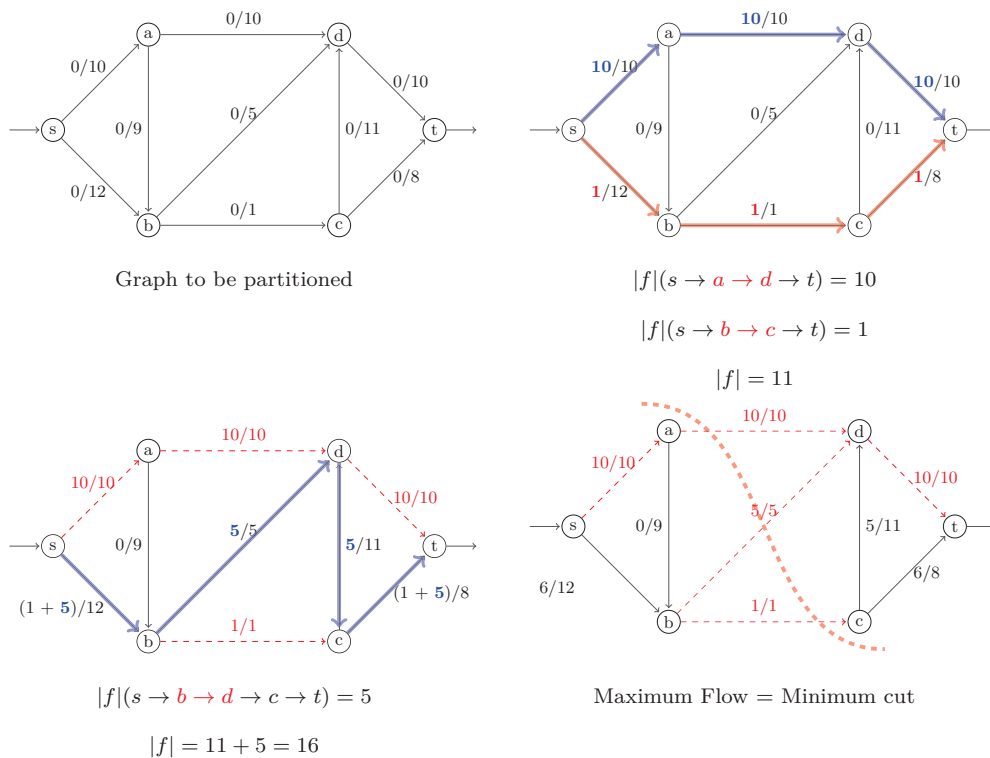 0/10
a
d
0/10
0/10
s
0/9
0/5
0/11
t
0/12
0/8
0/1
b
c
Graph to be partitioned
10/10
a
d
10/10
10/10
s
0/9
0/5
0/11
t
1/12
1/8
1/1
b
c
|f|(s → a → d → t) = 10
|f|(s → b → c → t) = 1
|f| = 11
10/10
a
d
10/10
10/10
s
0/9
5/5
5/11
t
(1 + 5)/12
(1 + 5)/8
1/1
b
c
|f|(s → b → d → c → t) = 5
|f| = 11 + 5 = 16
10/10
a
d
10/10
10/10
s
0/9
5/5
5/11
t
6/12
6/8
1/1
b
c
Maximum Flow = Minimum cut